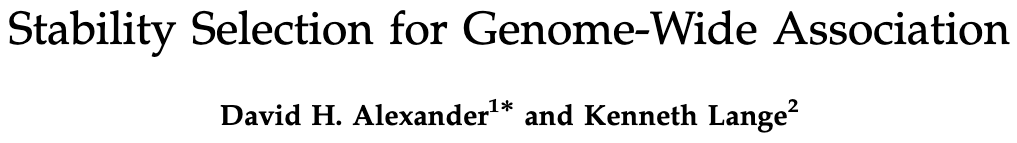 Stability Selection for Genome-Wide Association
David H. Alexander¹* and Kenneth Lange²